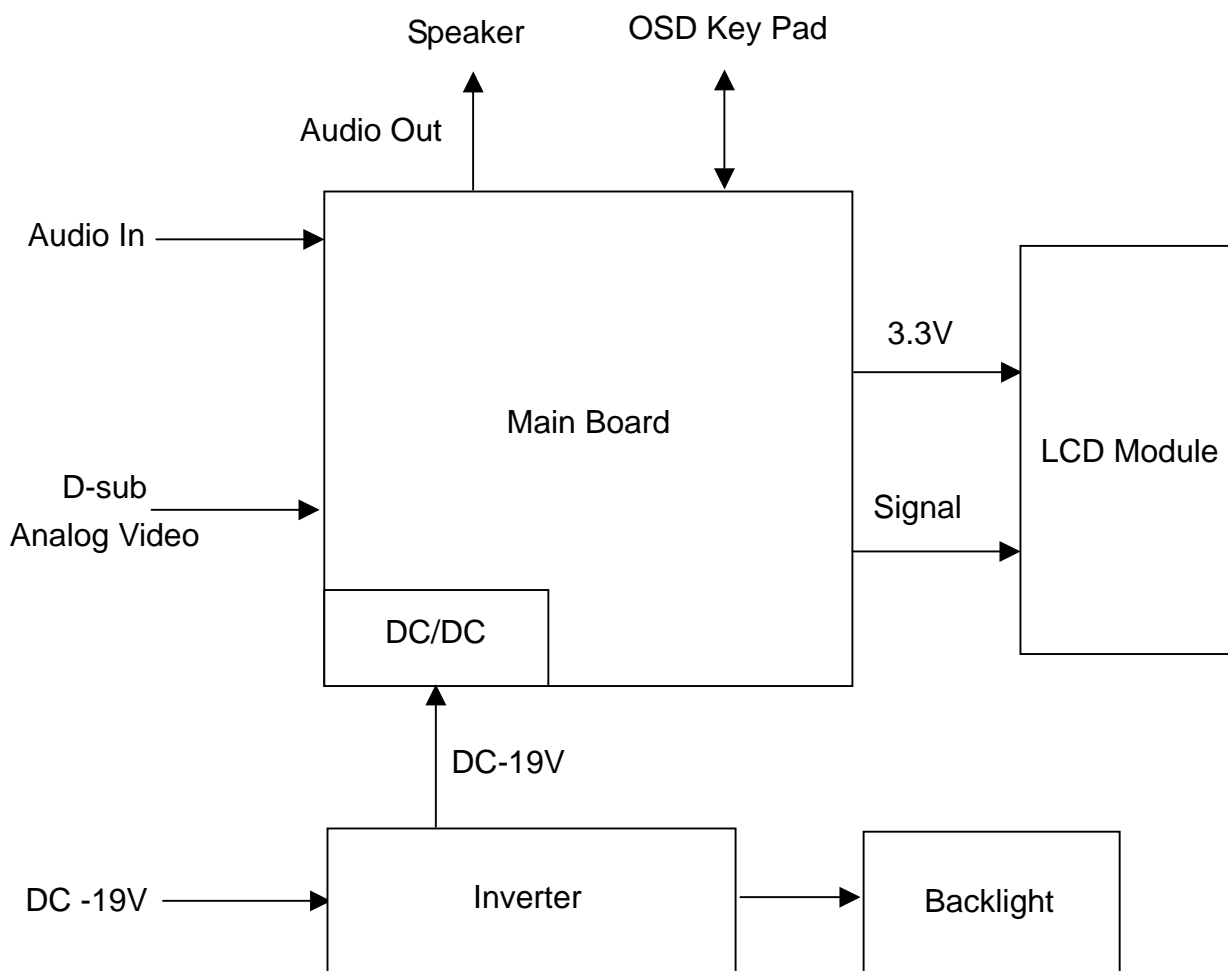 Speaker
OSD Key Pad
Audio Out
Audio In
3.3V
Main Board
LCD Module
D-sub
Analog Video
Signal
DC/DC
DC-19V
DC -19V
Inverter
Backlight